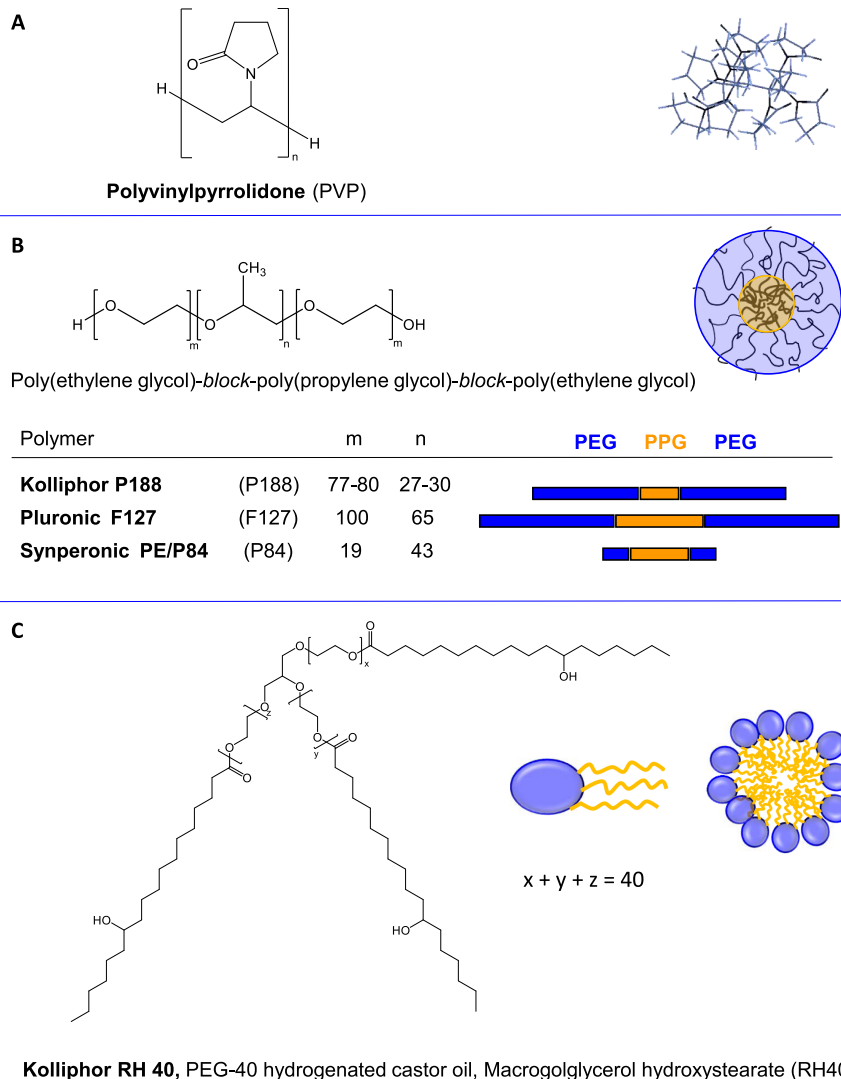 A
O
N
H
H
n
Polyvinylpyrrolidone (PVP)
B
CH3
H
O
O
O
OH
m
n
m
Poly(ethylene glycol)-block-poly(propylene glycol)-block-poly(ethylene glycol)
Polymer m n PEG PPG PEG
Kolliphor P188 (P188) 77-80 27-30
Pluronic F127 (F127) 100 65
Synperonic PE/P84 (P84) 19 43
C
O
O
O
x
OH
O
O
O
z
O
O
y
O
O
O
HO
HO
x + y + z = 40
Kolliphor RH 40, PEG-40 hydrogenated castor oil, Macrogolglycerol hydroxystearate (RH40